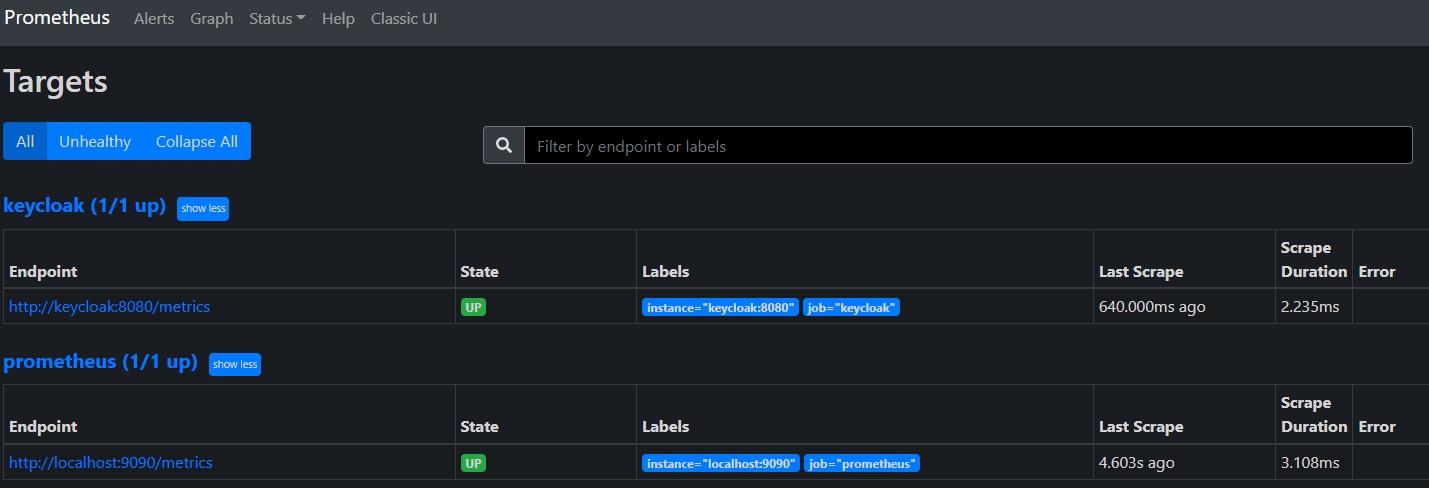 Prometheus Alerts Graph Status Help Classic UI
Targets
All Unhealthy Collapse All
Filter by endpoint or labels
keycloak (1/1 up) show less
Endpoint State Labels Last Scrape Scrape Duration Error
http://keycloak:8080/metrics UP instance="keycloak:8080" job="keycloak" 640.000ms ago 2.235ms
prometheus (1/1 up) show less
Endpoint State Labels Last Scrape Scrape Duration Error
http://localhost:9090/metrics UP instance="localhost:9090" job="prometheus" 4.603s ago 3.108ms